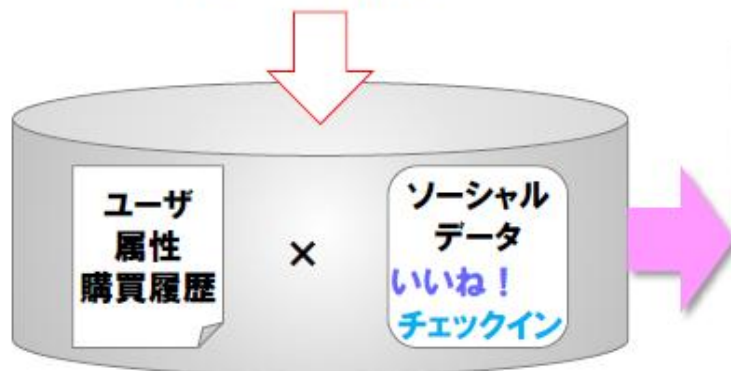 ユーザ
属性
購買履歴
×
ソーシャル
データ
いいね！
チェックイン